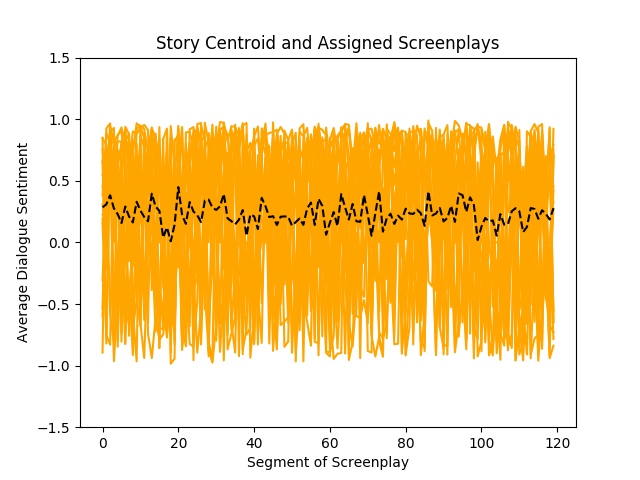 Story Centroid and Assigned Screenplays
1.5
1.0
0.5
0.0
−0.5
−1.0
−1.5
Average Dialogue Sentiment
0 20 40 60 80 100 120
Segment of Screenplay